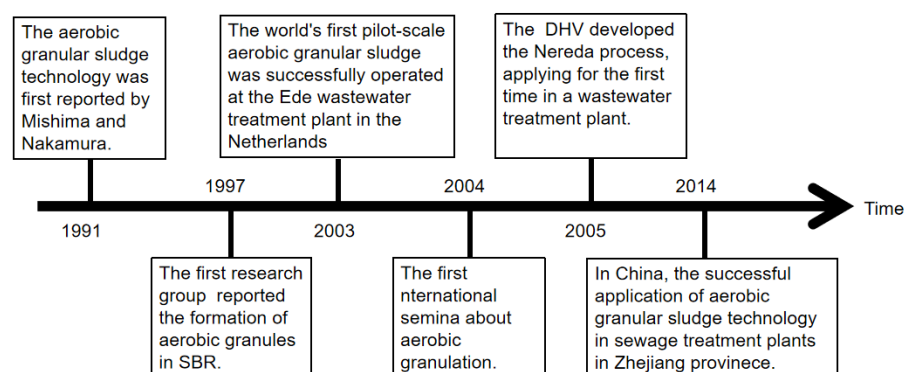 The aerobic
granular sludge
technology was
first reported by
Mishima and
Nakamura.
The world's first pilot-scale
aerobic granular sludge
was successfully operated
at the Ede wastewater
treatment plant in the
Netherlands
The  DHV developed
the Nereda process,
applying for the first
time in a wastewater
treatment plant.
1997
2004
2014
Time
1991
2003
2005
The first research
group  reported
the formation of
aerobic granules
in SBR.
The first
nternational
semina about
aerobic
granulation.
In China, the successful
application of aerobic
granular sludge technology
in sewage treatment plants
in Zhejiang provinece.